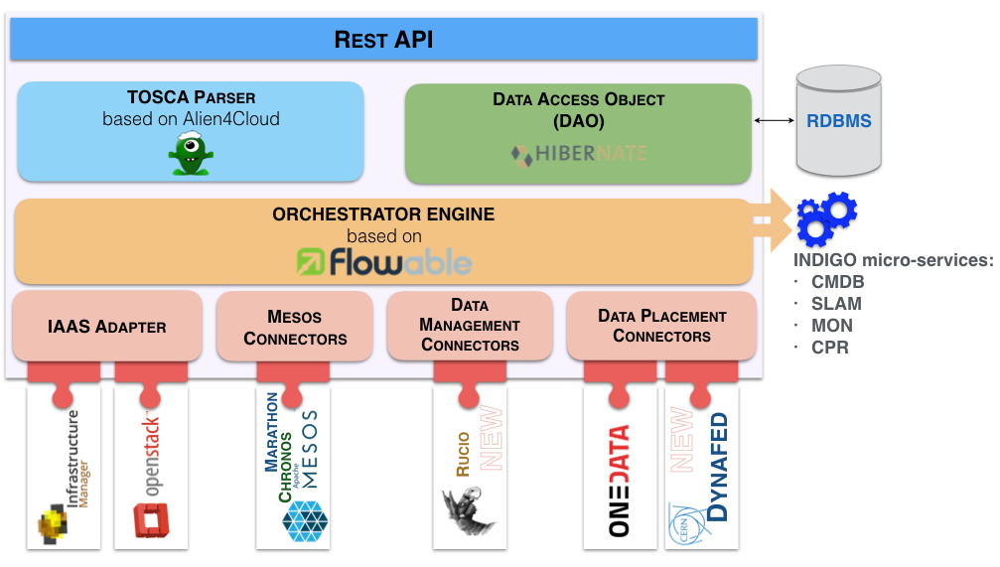 REST API
TOSCA PARSER
based on Alien4Cloud
DATA ACCESS OBJECT
(DAO)
HIBERNATE
RDBMS
ORCHESTRATOR ENGINE
based on
Flowable
INDIGO micro-services:
· CMDB
· SLAM
· MON
· CPR
IAAS ADAPTER
MESOS
CONNECTORS
DATA
MANAGEMENT
CONNECTORS
DATA PLACEMENT
CONNECTORS
Infrastructure
Manager
openstack™
MARATHON
CHRONOS
Apache
MESOS
RUCIO
NEW
ONEDATA
NEW
DYNAFED
CERN